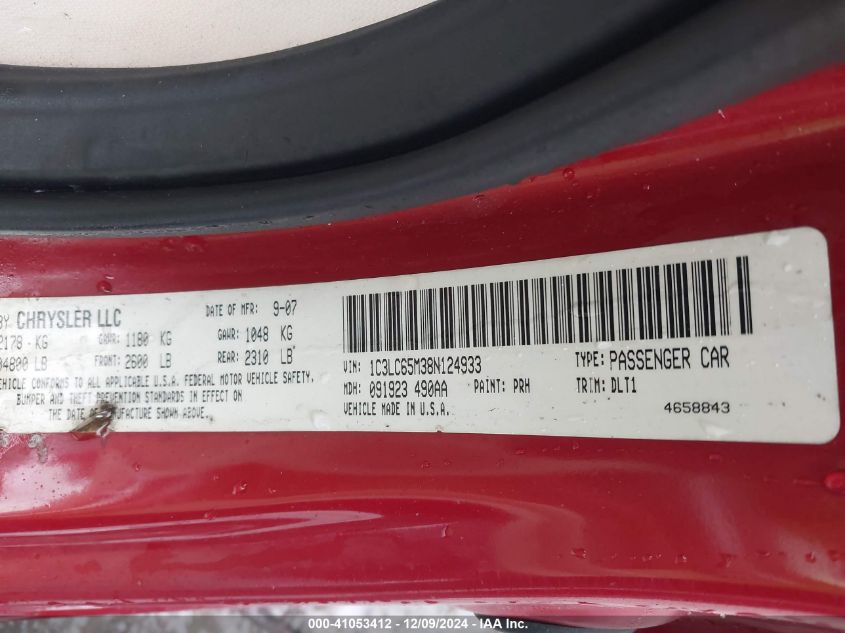 BY CHRYSLER LLC DATE OF MFR: 9-07
2178 KG GAWR: 1180 KG GAWR: 1048 KG
04800 LB FRONT: 2600 LB REAR: 2310 LB
VEHICLE CONFORMS TO ALL APPLICABLE U.S.A. FEDERAL MOTOR VEHICLE SAFETY,
BUMPER AND THEFT PREVENTION STANDARDS IN EFFECT ON
THE DATE OF MANUFACTURE SHOWN ABOVE.
VIN: 1C3LC65M38N124933 TYPE: PASSENGER CAR
MDH: 091923 490AA PAINT: PRH TRIM: DLT1
VEHICLE MADE IN U.S.A. 4658843
000-41053412 - 12/09/2024 - IAA, Inc.